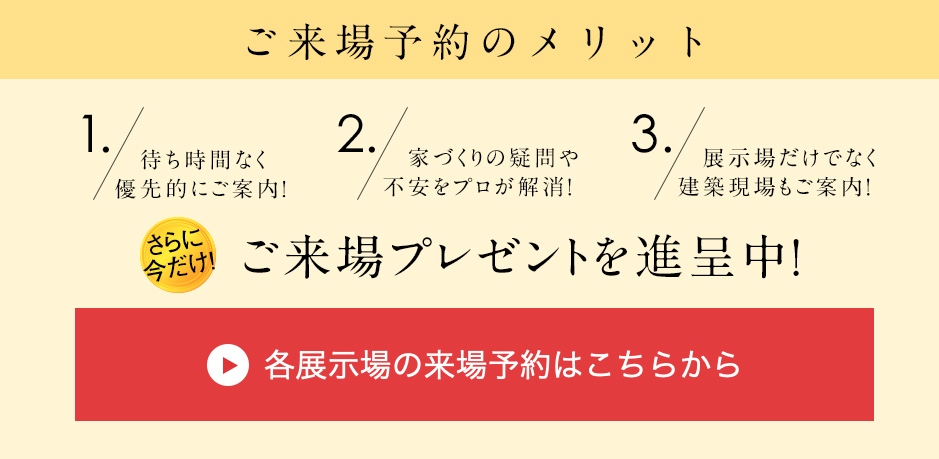 ご来場予約のメリット
1.
待ち時間なく
優先的にご案内!
2.
家づくりの疑問や
不安をプロが解消!
3.
展示場だけでなく
建築現場もご案内!
さらに
今だけ!
ご来場プレゼントを進呈中!
各展示場の来場予約はこちらから